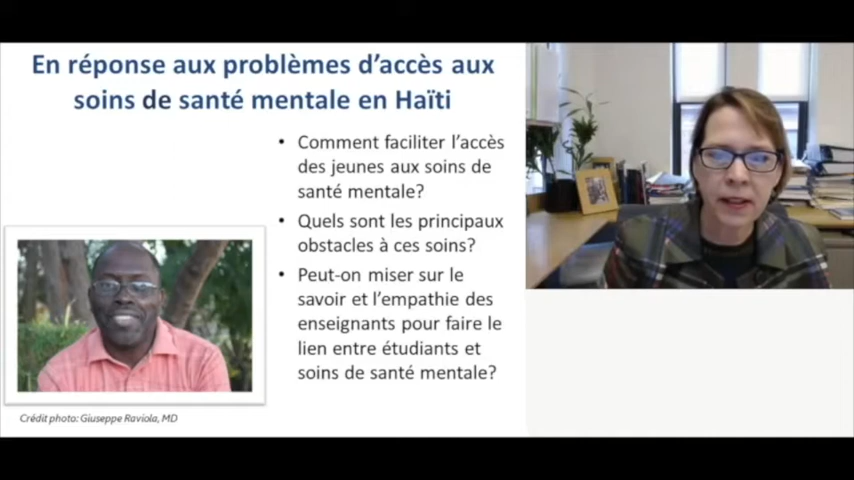 En réponse aux problèmes d'accès aux
soins de santé mentale en Haïti
• Comment faciliter l'accès
des jeunes aux soins de
santé mentale?
• Quels sont les principaux
obstacles à ces soins?
• Peut-on miser sur le
savoir et l'empathie des
enseignants pour faire le
lien entre étudiants et
soins de santé mentale?
Crédit photo: Giuseppe Raviola, MD